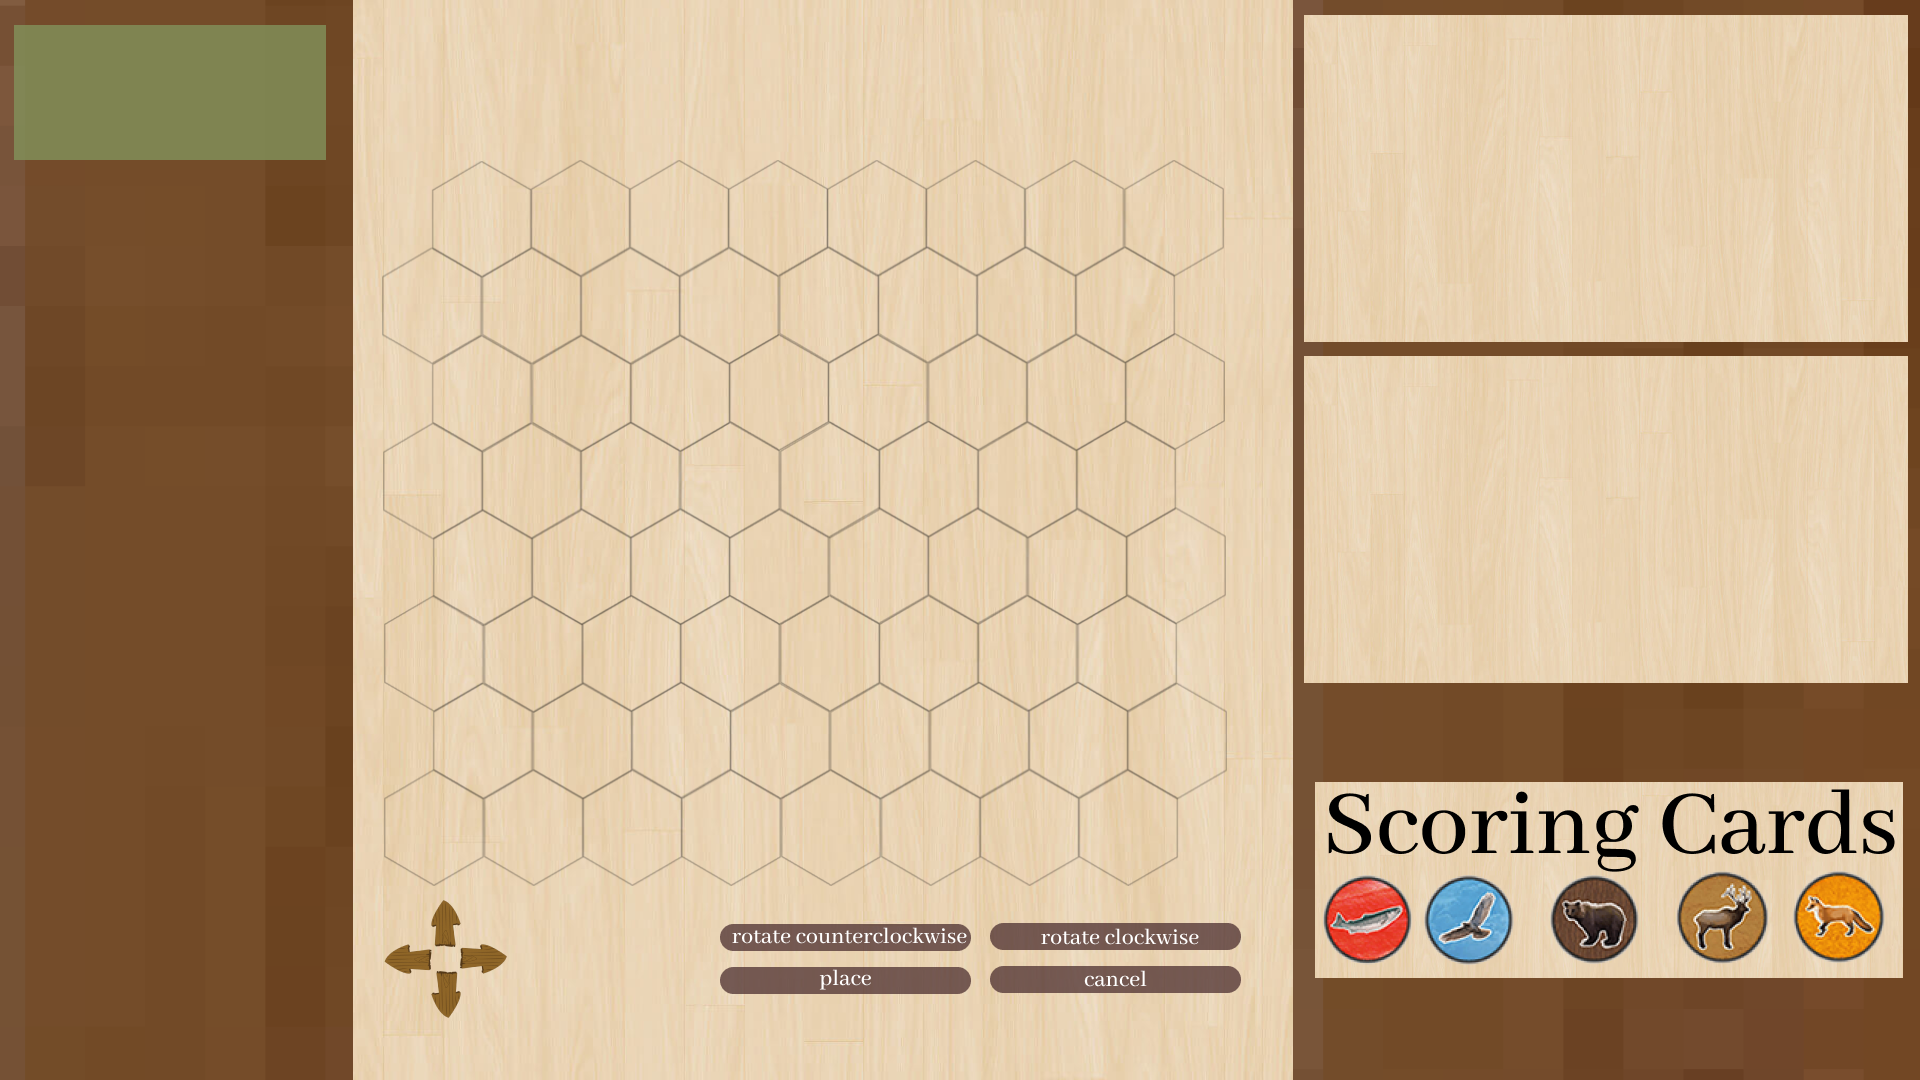 Scoring Cards
rotate counterclockwise
rotate clockwise
place
cancel